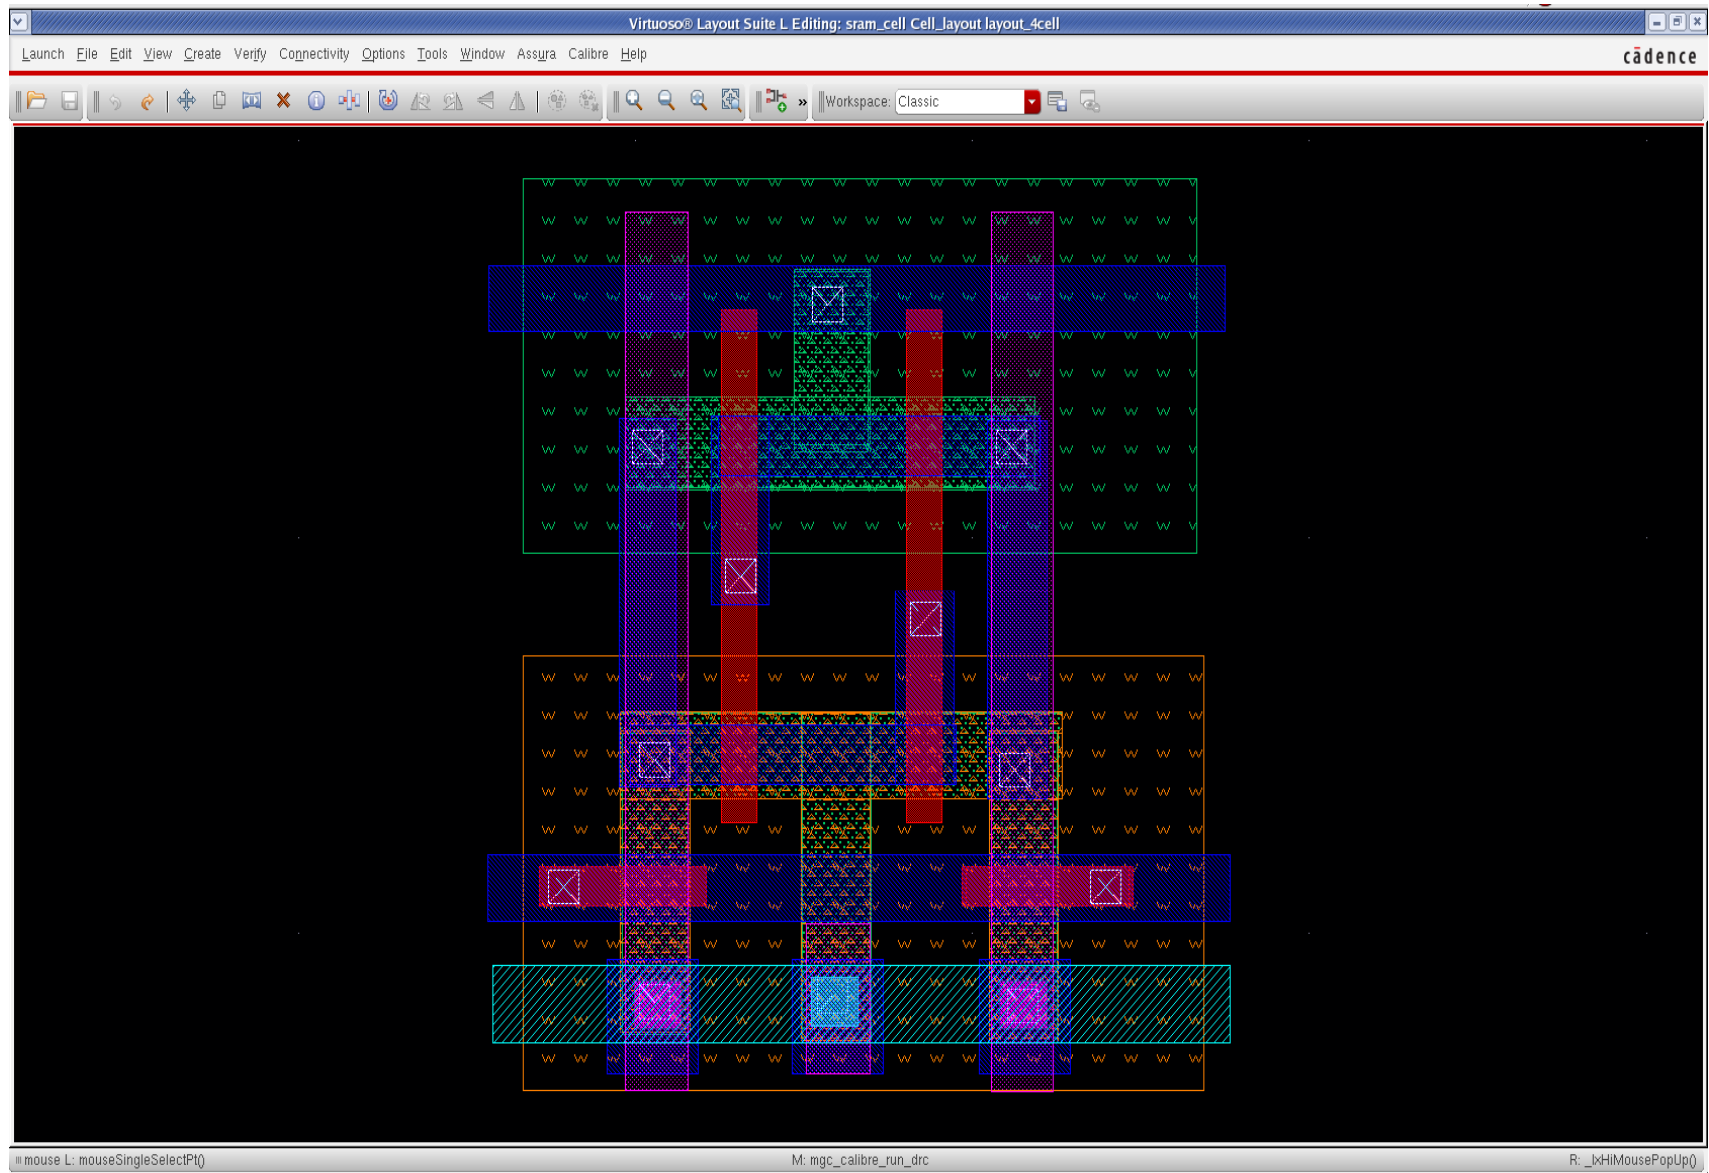 Virtuoso® Layout Suite L Editing: sram_cell Cell_layout layout_4cell
Launch File Edit View Create Verify Connectivity Options Tools Window Assura Calibre Help
cādence
Workspace: Classic
mouse L: mouseSingleSelectPt()
M: mgc_calibre_run_drc
R: _lxHiMousePopUp()